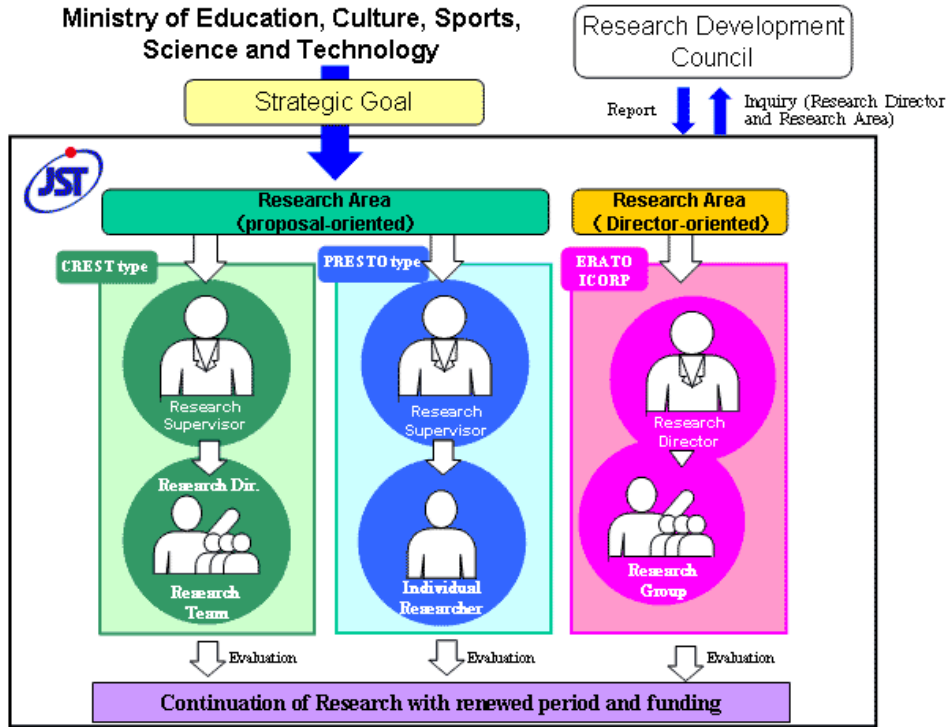 Ministry of Education, Culture, Sports,
Science and Technology
Research Development
Council
Strategic Goal
Report
Inquiry (Research Director
and Research Area)
JST
Research Area
(proposal-oriented)
Research Area
( Director-oriented)
CREST type
PRESTO type
ERATO
ICORP
Research
Supervisor
Research
Supervisor
Research
Director
Research Dir.
Research
Team
Individual
Researcher
Research
Group
Evaluation
Evaluation
Evaluation
Continuation of Research with renewed period and funding